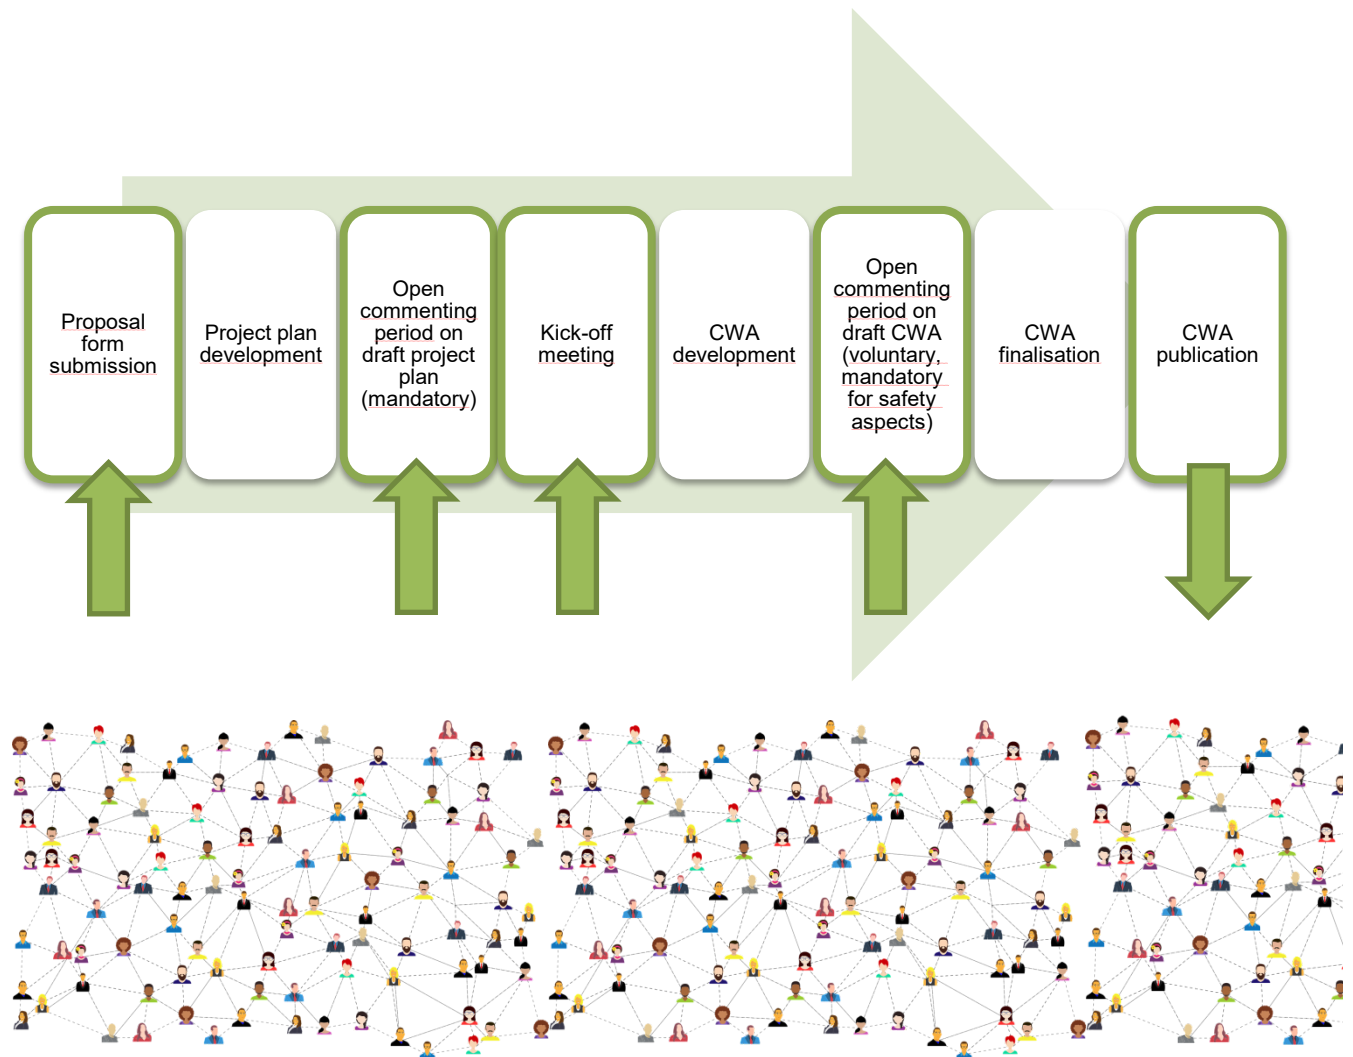 Proposal
form
submission
Project plan
development
Open
commenting
period on
draft project
plan
(mandatory)
Kick-off
meeting
CWA
development
Open
commenting
period on
draft CWA
(voluntary,
mandatory
for safety
aspects)
CWA
finalisation
CWA
publication